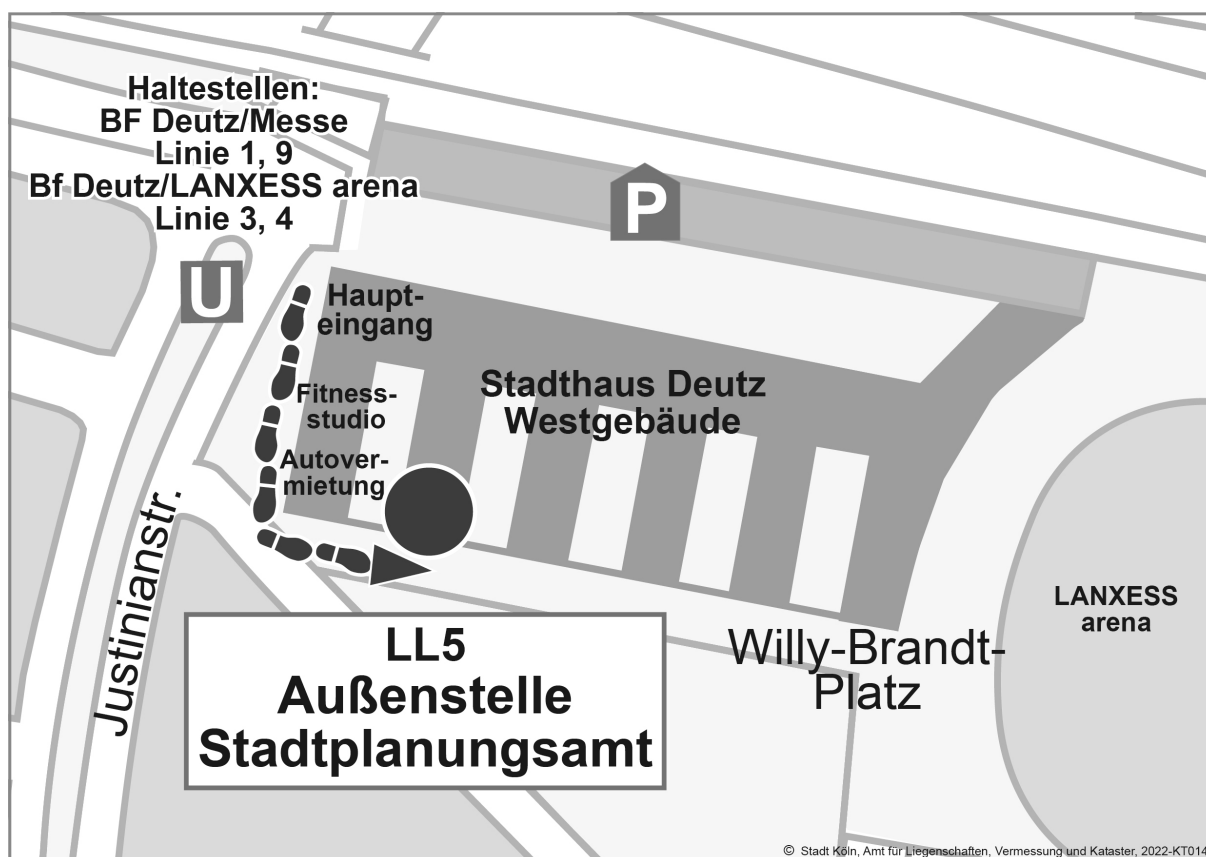 Haltestellen:
BF Deutz/Messe
Linie 1, 9
Bf Deutz/LANXESS arena
Linie 3, 4
P
U
Haupt-
eingang
Fitness-
studio
Stadthaus Deutz
Westgebäude
Autover-
mietung
Justinianstr.
LANXESS
arena
Willy-Brandt-
Platz
LL5
Außenstelle
Stadtplanungsamt
© Stadt Köln, Amt für Liegenschaften, Vermessung und Kataster, 2022-KT014